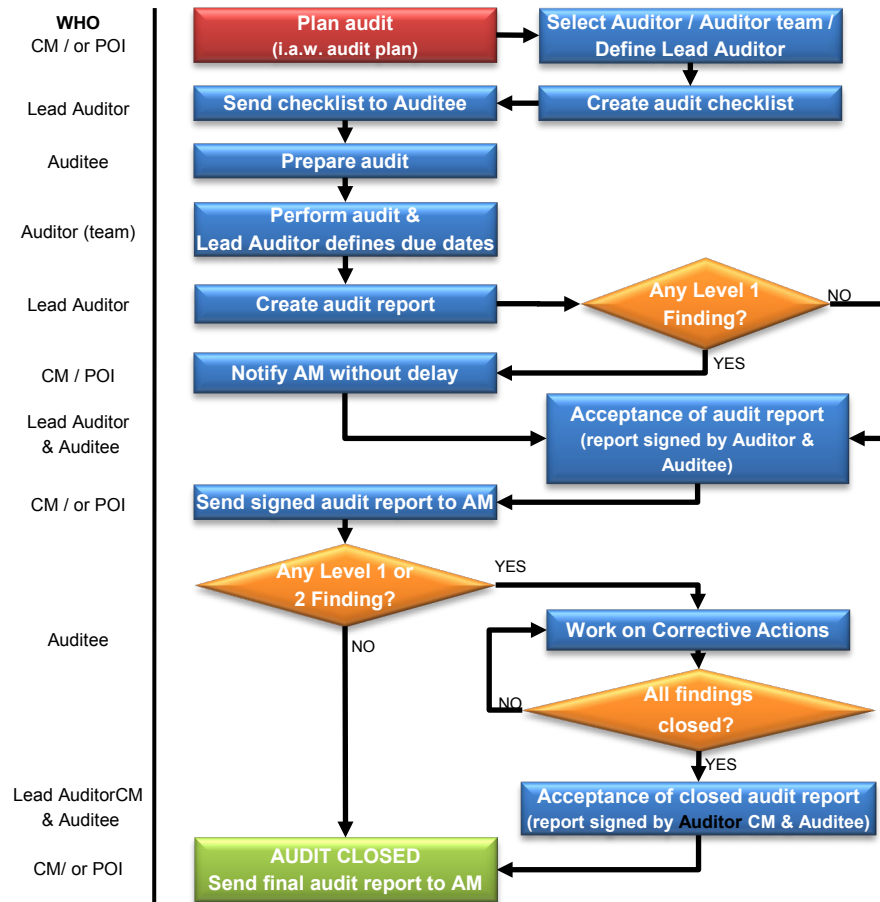 WHO
CM / or POI
Plan audit
(i.a.w. audit plan)
Select Auditor / Auditor team /
Define Lead Auditor
Lead Auditor
Send checklist to Auditee
Create audit checklist
Auditee
Prepare audit
Auditor (team)
Perform audit &
Lead Auditor defines due dates
Lead Auditor
Create audit report
Any Level 1
Finding?
NO
YES
CM / POI
Notify AM without delay
Lead Auditor
& Auditee
Acceptance of audit report
(report signed by Auditor &
Auditee)
CM / or POI
Send signed audit report to AM
Any Level 1 or
2 Finding?
YES
NO
Auditee
Work on Corrective Actions
All findings
closed?
NO
YES
Lead AuditorCM
& Auditee
Acceptance of closed audit report
(report signed by Auditor CM & Auditee)
CM/ or POI
AUDIT CLOSED
Send final audit report to AM